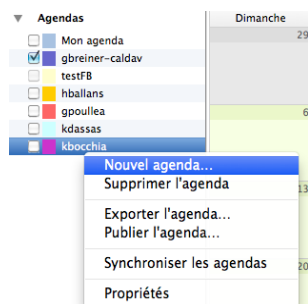 Agendas
Dimanche
29
Mon agenda
gbreiner-caldav
testFB
hballans
gpoullea
6
kdassas
kbocchia
Nouvel agenda...
Supprimer l'agenda
13
Exporter l'agenda...
Publier l'agenda...
Synchroniser les agendas
20
Propriétés